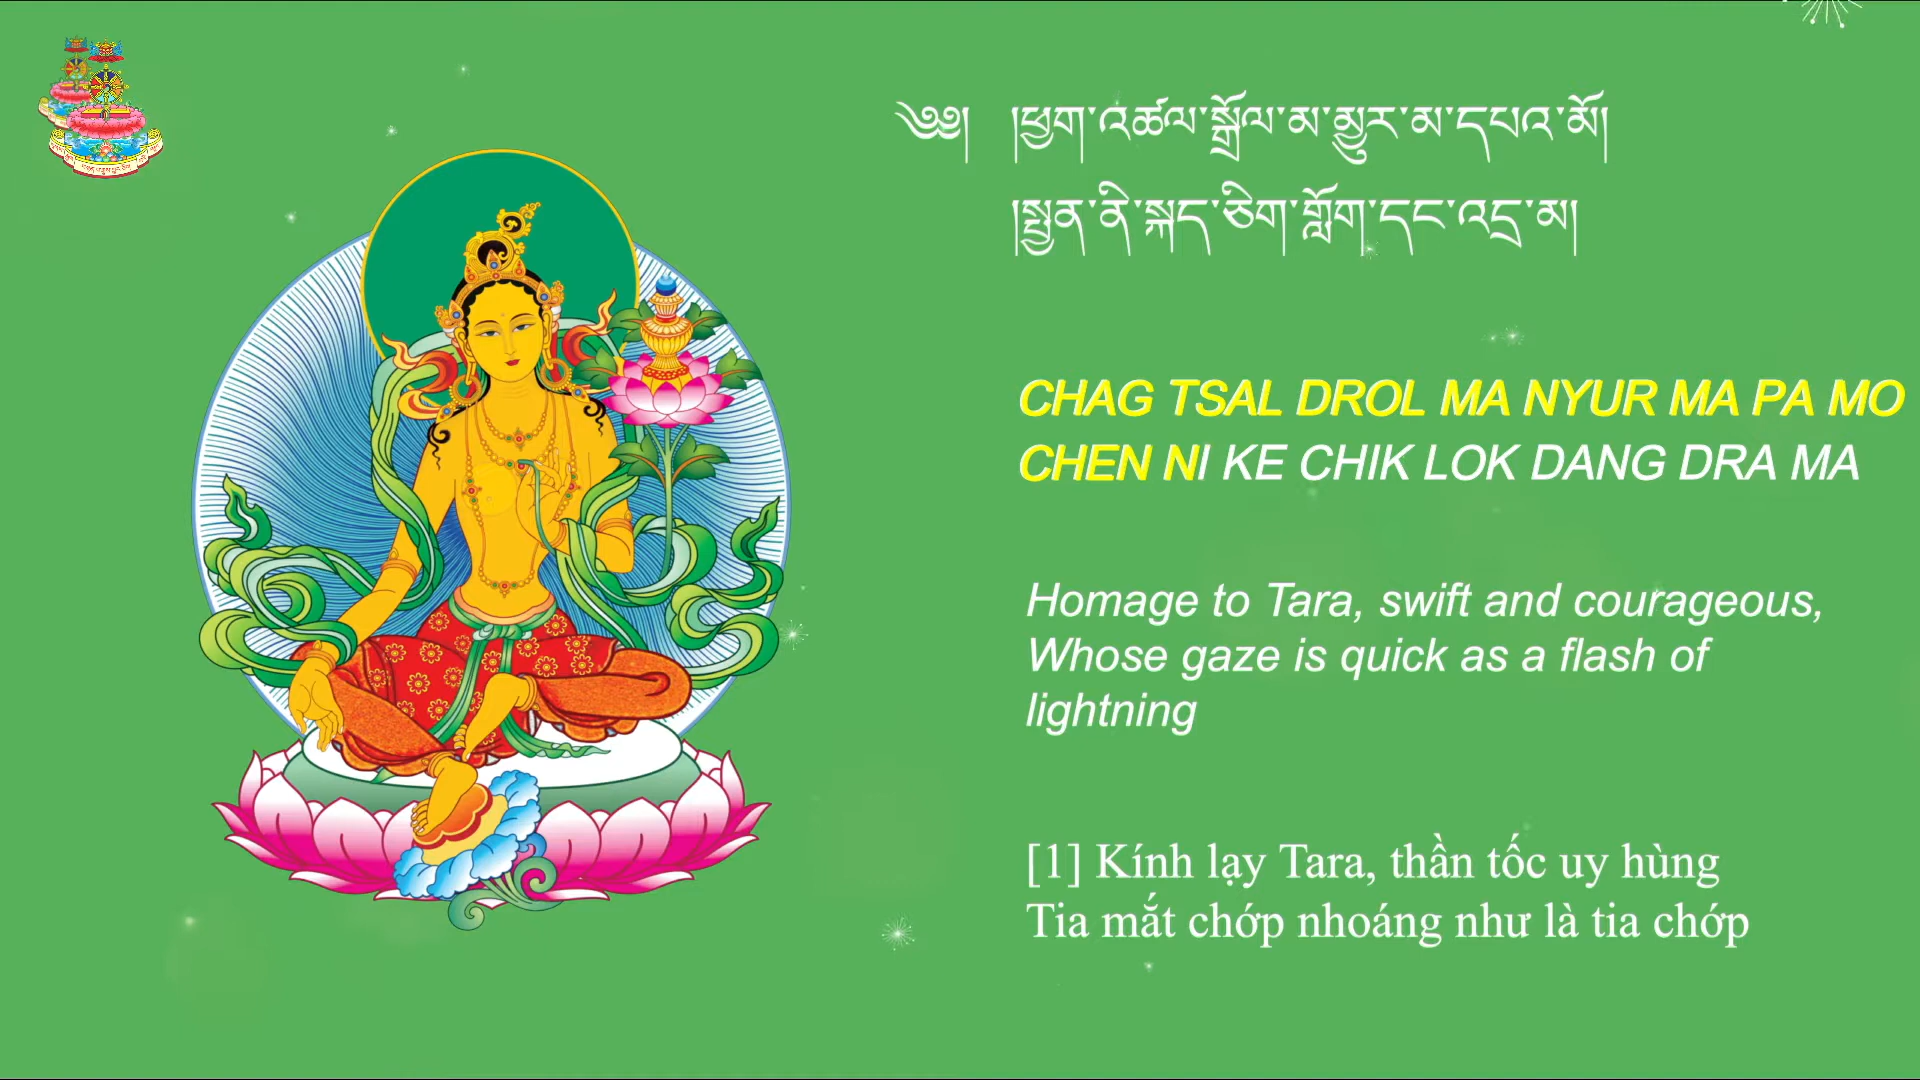 ༄༅། །ཕྱག་འཚལ་སྒྲོལ་མ་མྱུར་མ་དཔའ་མོ།
།སྤྱན་ནི་སྐད་ཅིག་གློག་དང་འདྲ་མ།
CHAG TSAL DROL MA NYUR MA PA MO
CHEN NI KE CHIK LOK DANG DRA MA
Homage to Tara, swift and courageous,
Whose gaze is quick as a flash of
lightning
[1] Kính lạy Tara, thần tốc uy hùng
Tia mắt chớp nhoáng như là tia chớp